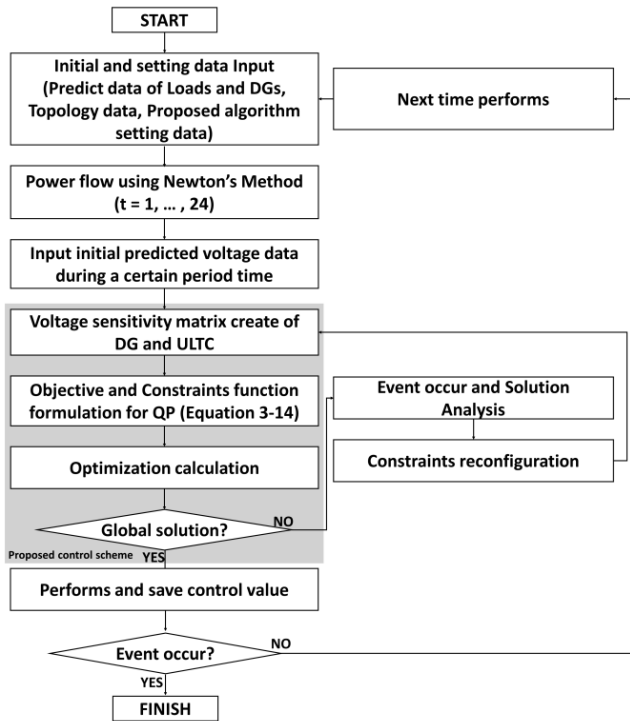 START
Initial and setting data Input
(Predict data of Loads and DGs,
Topology data, Proposed algorithm
setting data)
Next time performs
Power flow using Newton's Method
(t = 1, ... , 24)
Input initial predicted voltage data
during a certain period time
Voltage sensitivity matrix create of
DG and ULTC
Objective and Constraints function
formulation for QP (Equation 3-14)
Event occur and Solution
Analysis
Optimization calculation
Constraints reconfiguration
Global solution?
NO
Proposed control scheme
YES
Performs and save control value
Event occur?
NO
YES
FINISH